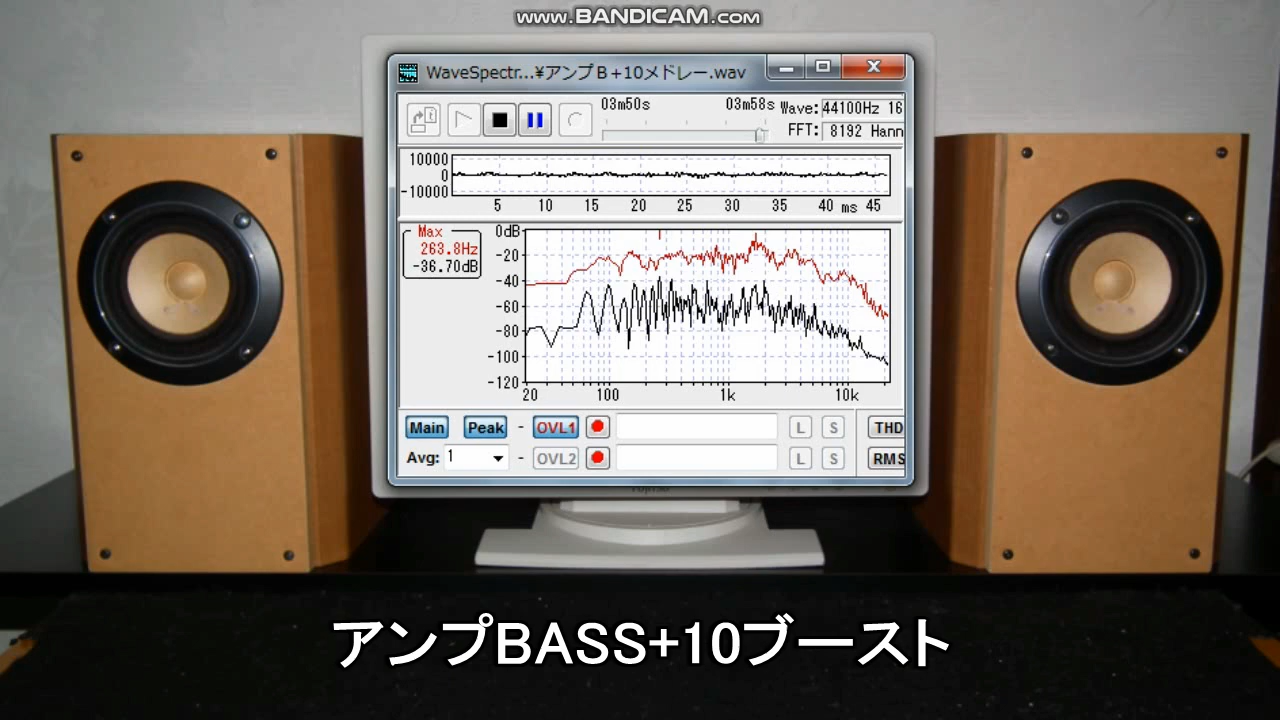 www.BANDICAM.com
WaveSpectr...¥アンプB+10メドレー.wav
03m50s 03m58s Wave: 44100Hz 16
FFT: 8192 Hann
10000
0
-10000
5 10 15 20 25 30 35 40 ms 45
Max
263.8Hz
-36.70dB
0dB
-20
-40
-60
-80
-100
-120
20 100 1k 10k
Main Peak - OVL1 L S THD
Avg: 1 - OVL2 L S RMS
アンプBASS+10ブースト